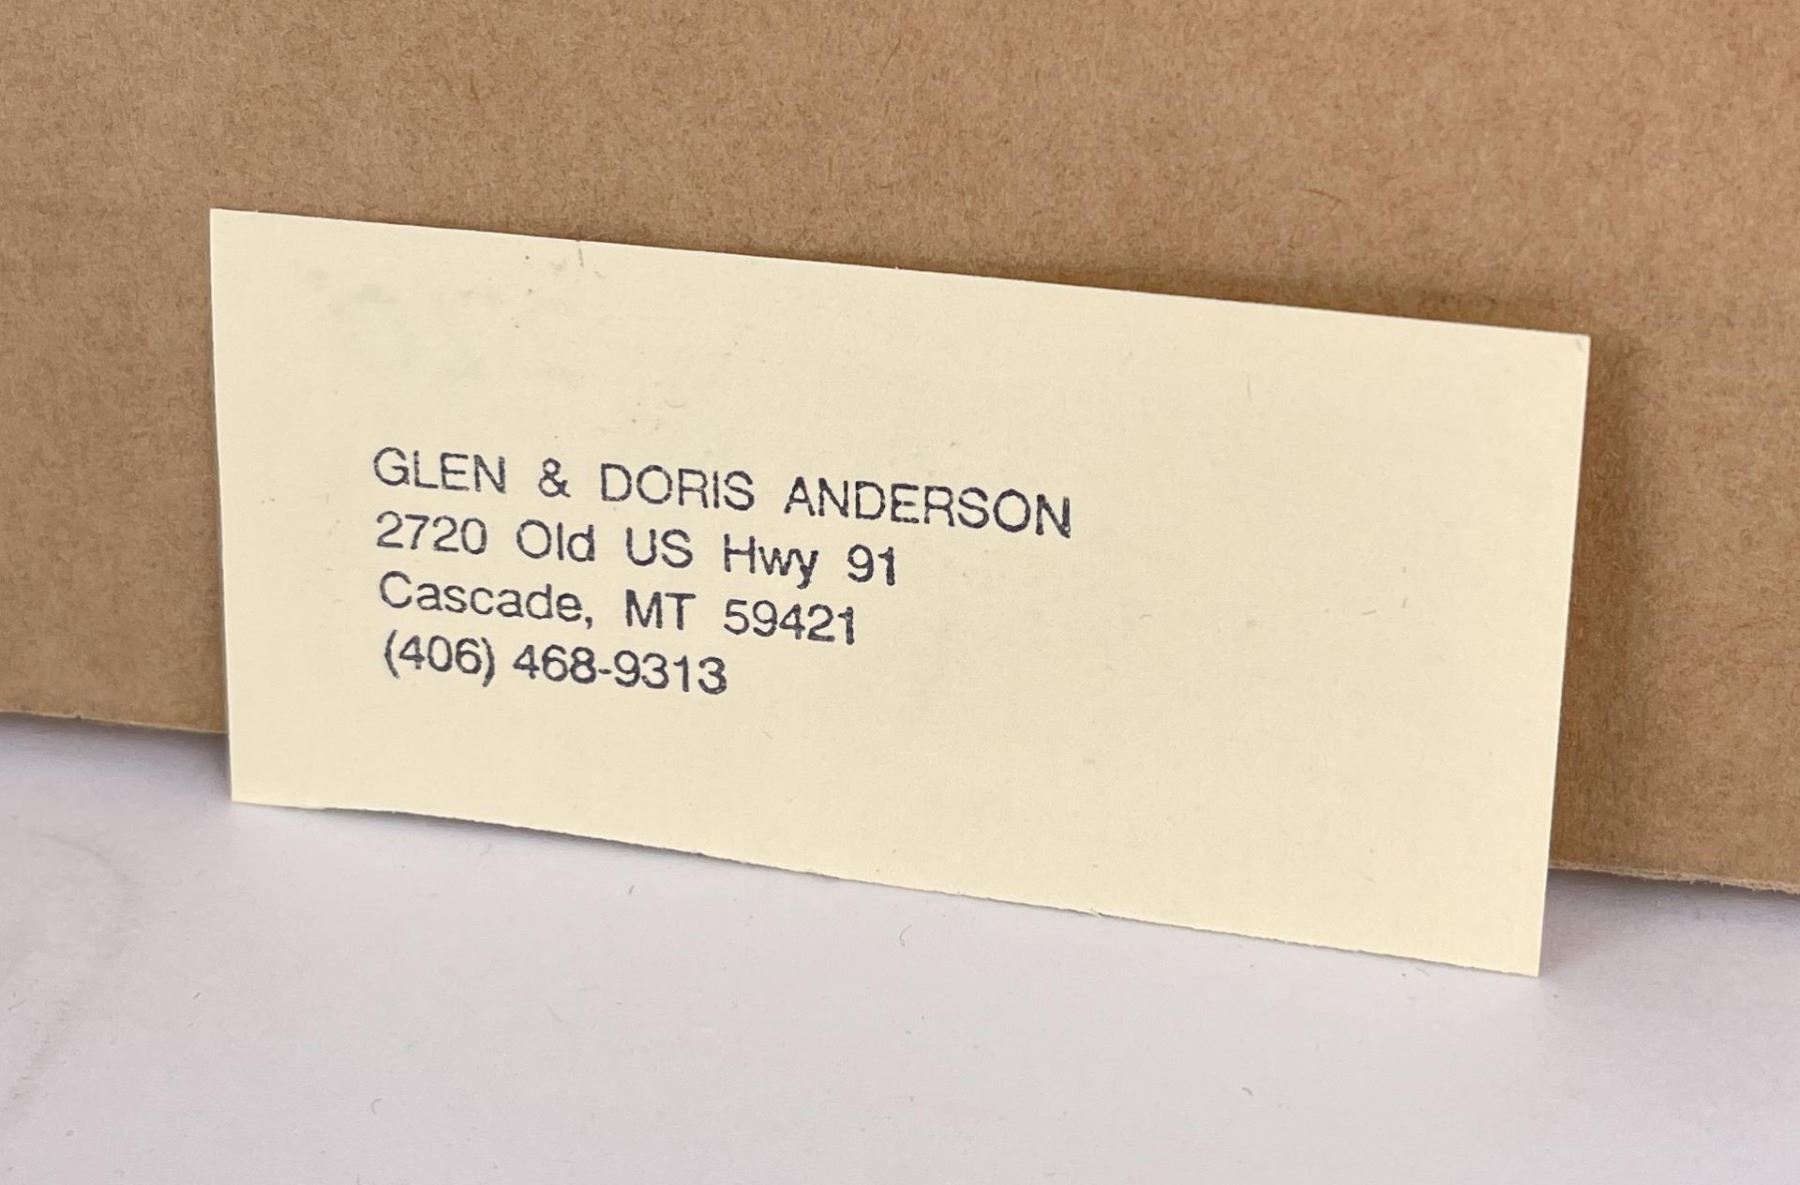 GLEN & DORIS ANDERSON
2720 Old US Hwy 91
Cascade, MT 59421
(406) 468-9313